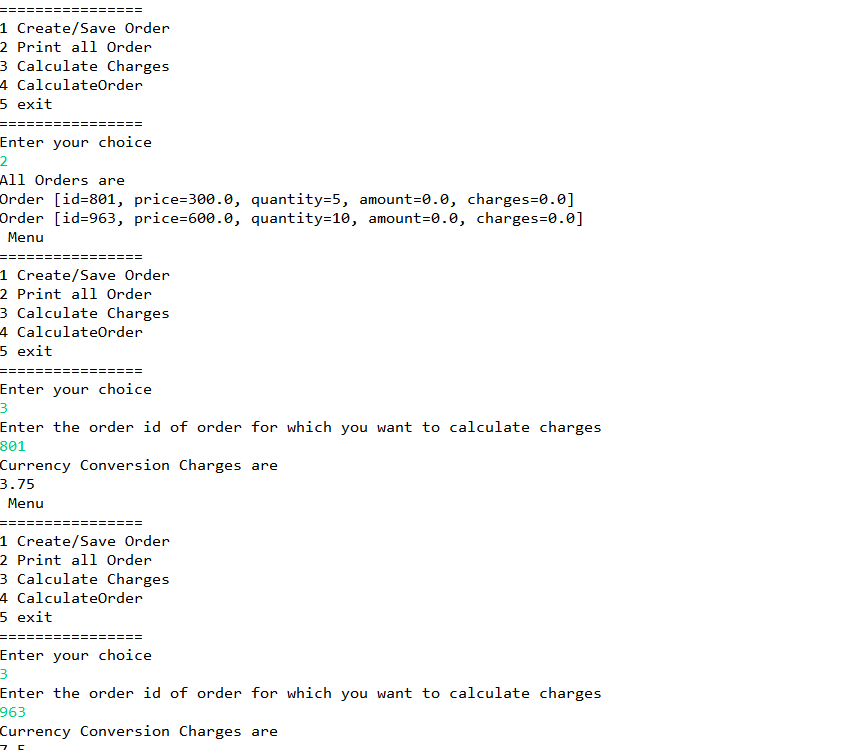 ================
1 Create/Save Order
2 Print all Order
3 Calculate Charges
4 CalculateOrder
5 exit
================
Enter your choice
2
All Orders are
Order [id=801, price=300.0, quantity=5, amount=0.0, charges=0.0]
Order [id=963, price=600.0, quantity=10, amount=0.0, charges=0.0]
Menu
================
1 Create/Save Order
2 Print all Order
3 Calculate Charges
4 CalculateOrder
5 exit
================
Enter your choice
3
Enter the order id of order for which you want to calculate charges
801
Currency Conversion Charges are
3.75
Menu
================
1 Create/Save Order
2 Print all Order
3 Calculate Charges
4 CalculateOrder
5 exit
================
Enter your choice
3
Enter the order id of order for which you want to calculate charges
963
Currency Conversion Charges are
7.5